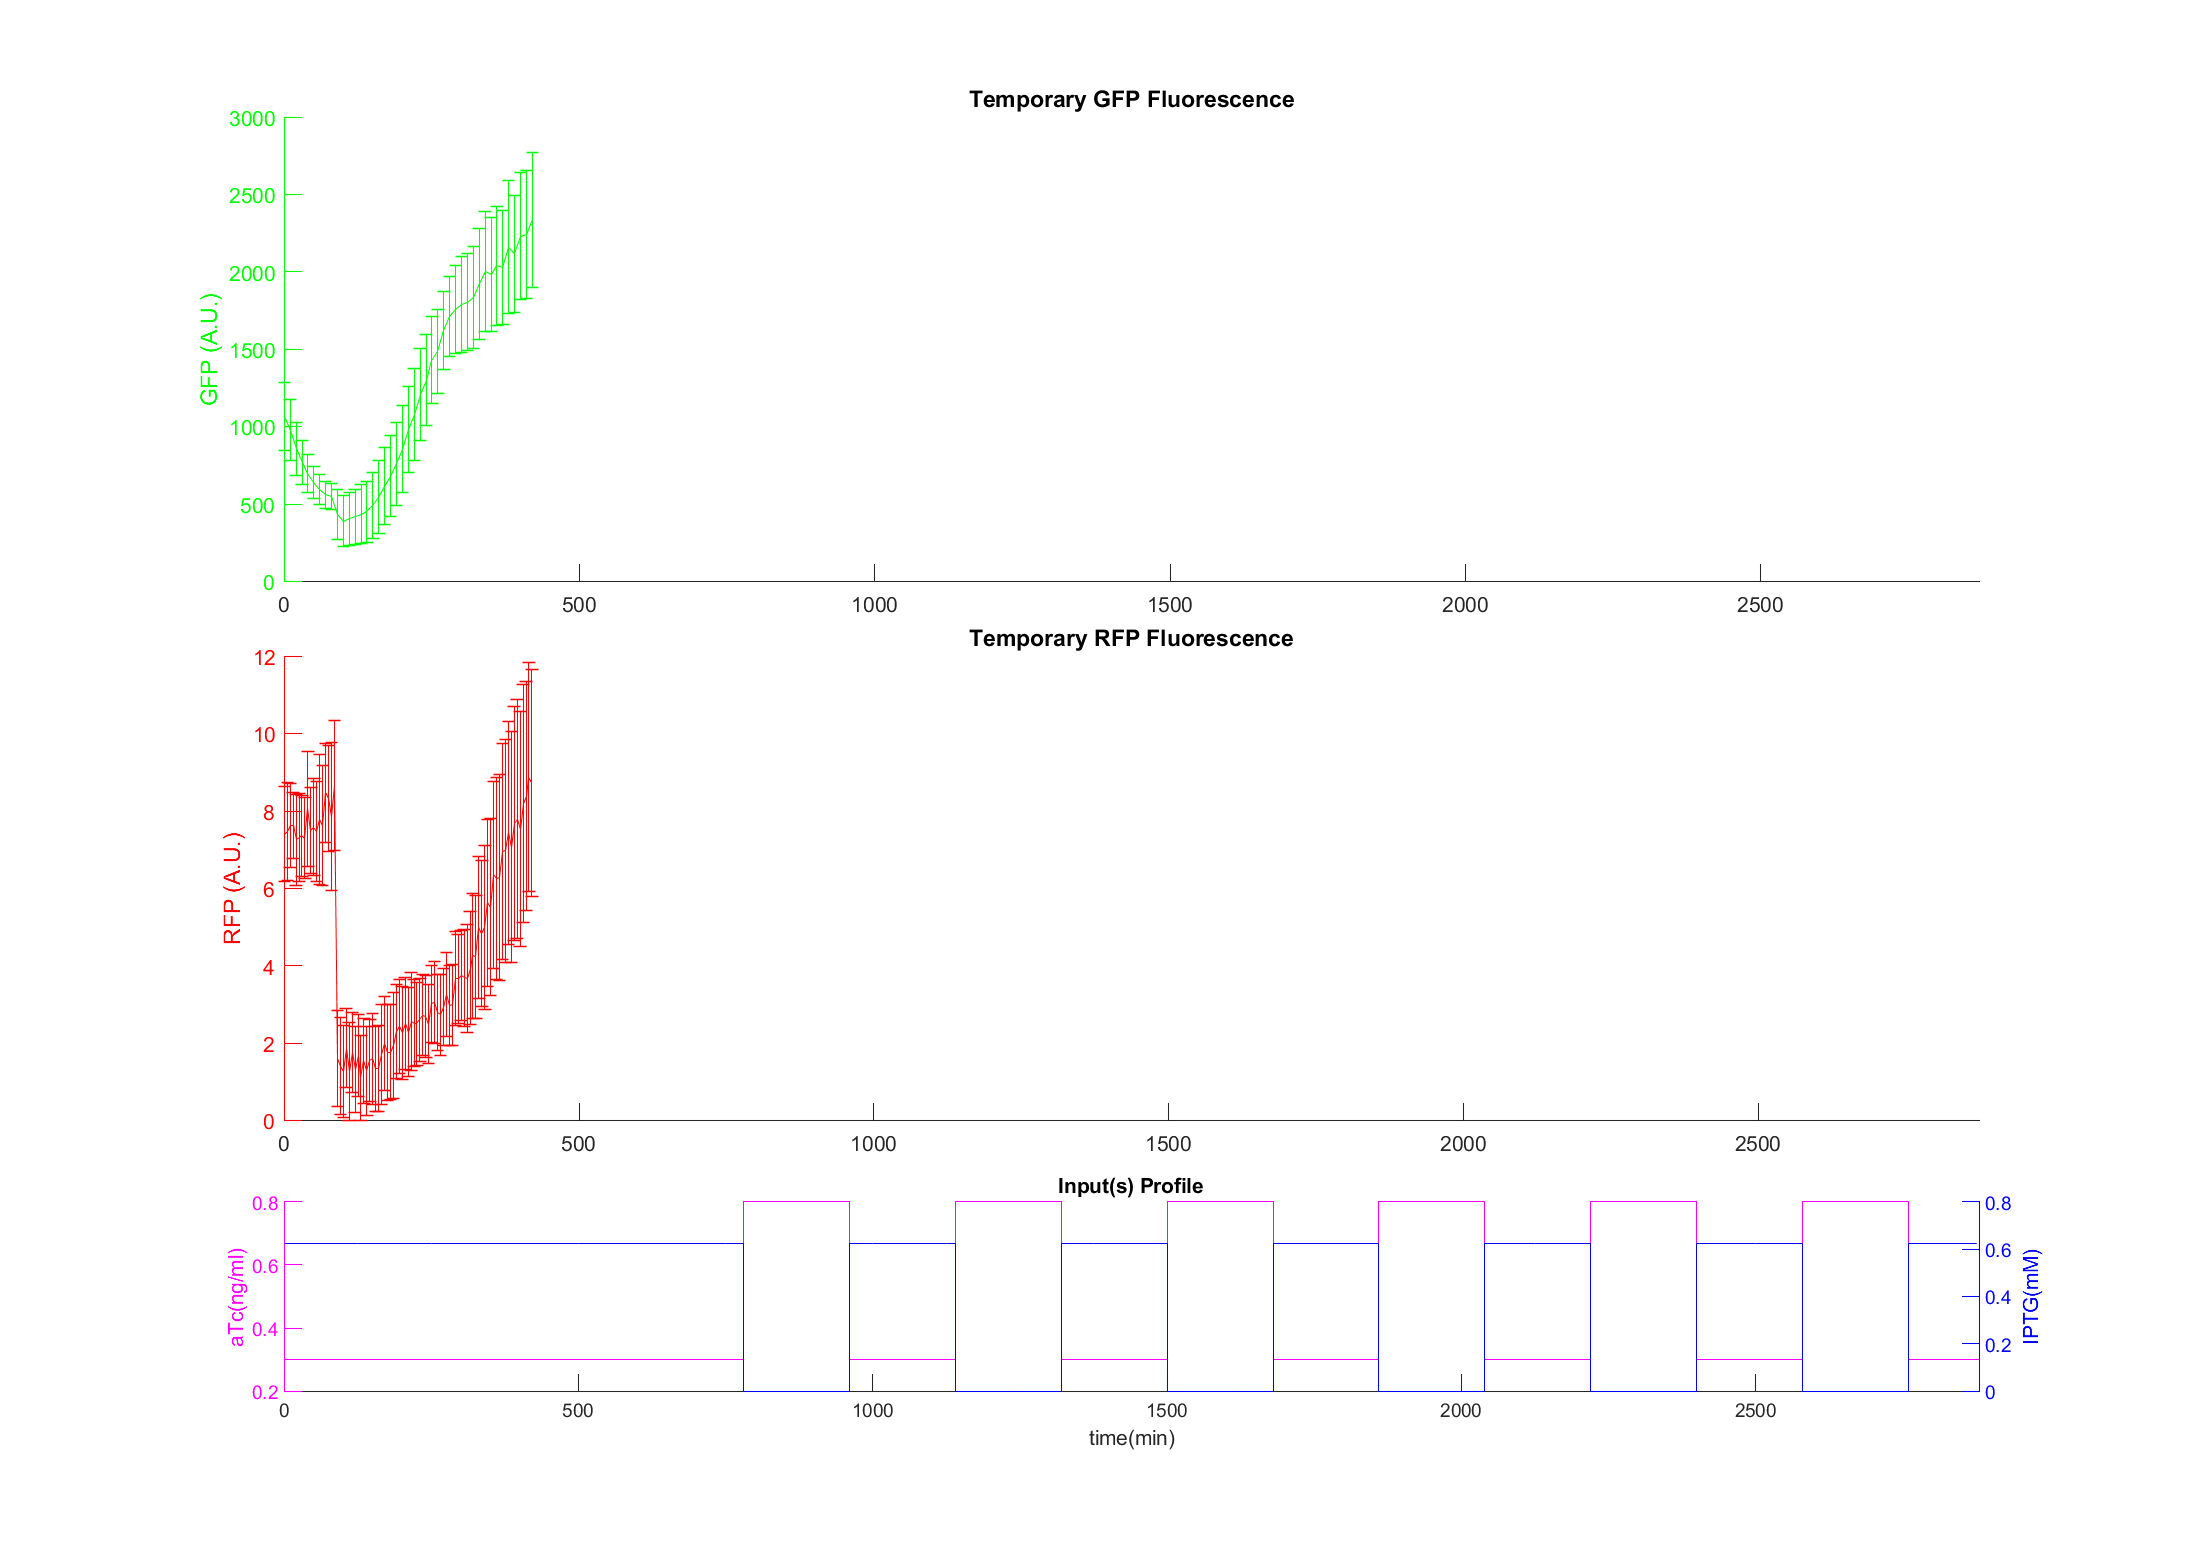 Temporary GFP Fluorescence
3000
2500
2000
1500
1000
500
0
GFP (A.U.)
0 500 1000 1500 2000 2500
Temporary RFP Fluorescence
12
10
8
6
4
2
0
RFP (A.U.)
0 500 1000 1500 2000 2500
Input(s) Profile
0.8
0.6
0.4
0.2
aTc(ng/ml)
0.8
0.6
0.4
0.2
0
IPTG(mM)
0 500 1000 1500 2000 2500
time(min)